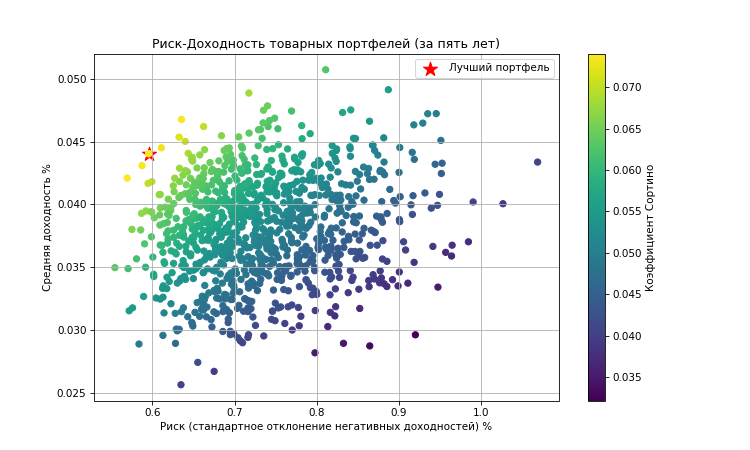 Риск-Доходность товарных портфелей (за пять лет)
Лучший портфель
Средняя доходность %
0.050
0.045
0.040
0.035
0.030
0.025
0.6 0.7 0.8 0.9 1.0
Риск (стандартное отклонение негативных доходностей) %
0.070
0.065
0.060
0.055
0.050
0.045
0.040
0.035
Коэффициент Сортино